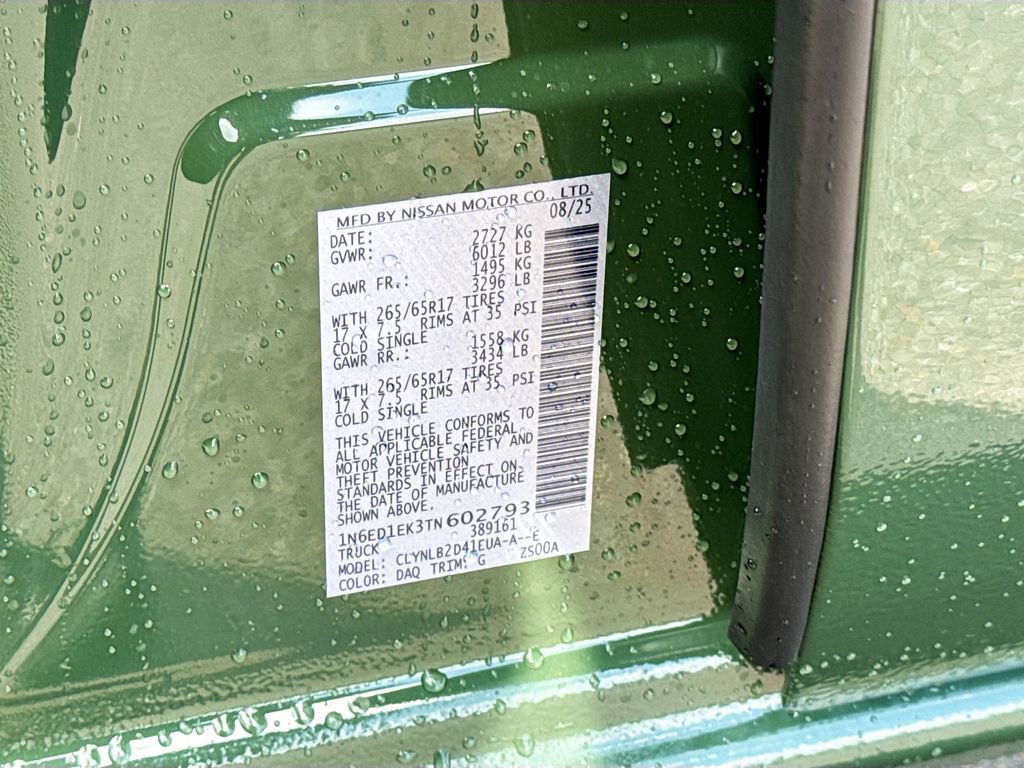 MFD BY NISSAN MOTOR CO., LTD.
DATE: 08/25
GVWR: 2727 KG
6012 LB
GAWR FR.: 1495 KG
3296 LB
WITH 265/65R17 TIRES
17 X 7.5 RIMS AT 35 PSI
COLD SINGLE
GAWR RR.: 1558 KG
3434 LB
WITH 265/65R17 TIRES
17 X 7.5 RIMS AT 35 PSI
COLD SINGLE
THIS VEHICLE CONFORMS TO
ALL APPLICABLE FEDERAL
MOTOR VEHICLE SAFETY AND
THEFT PREVENTION
STANDARDS IN EFFECT ON
THE DATE OF MANUFACTURE
SHOWN ABOVE.
1N6ED1EK3TN602793
TRUCK 389161
MODEL: CLYNLB2D41EUA-A--E
COLOR: DAQ TRIM: G ZS00A